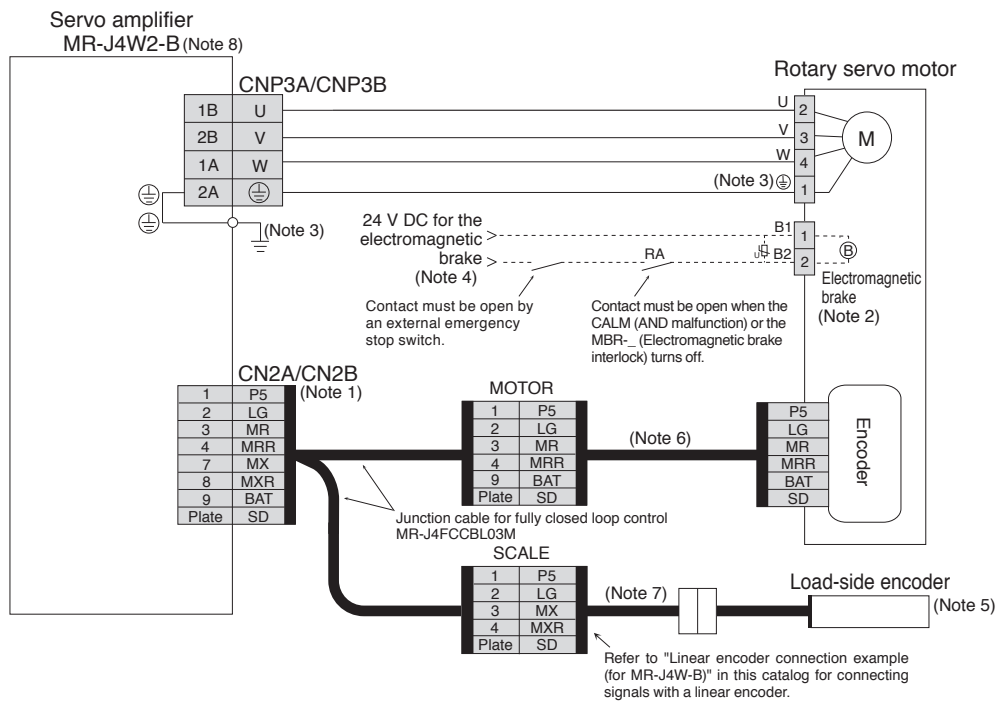 Servo amplifier
MR-J4W2-B (Note 8)
CNP3A/CNP3B
1B U
2B V
1A W
2A
(Note 3)
Rotary servo motor
U 2
V 3
W 4
(Note 3) 1
M
24 V DC for the
electromagnetic
brake
(Note 4)
RA
B1 1
U B2 2
B
Electromagnetic
brake
(Note 2)
Contact must be open by
an external emergency
stop switch.
Contact must be open when the
CALM (AND malfunction) or the
MBR-_ (Electromagnetic brake
interlock) turns off.
CN2A/CN2B
(Note 1)
1 P5
2 LG
3 MR
4 MRR
7 MX
8 MXR
9 BAT
Plate SD
MOTOR
1 P5
2 LG
3 MR
4 MRR
9 BAT
Plate SD
(Note 6)
P5
LG
MR
MRR
BAT
SD
Encoder
Junction cable for fully closed loop control
MR-J4FCCBL03M
SCALE
1 P5
2 LG
3 MX
4 MXR
Plate SD
(Note 7)
Load-side encoder
(Note 5)
Refer to "Linear encoder connection example
(for MR-J4W-B)" in this catalog for connecting
signals with a linear encoder.